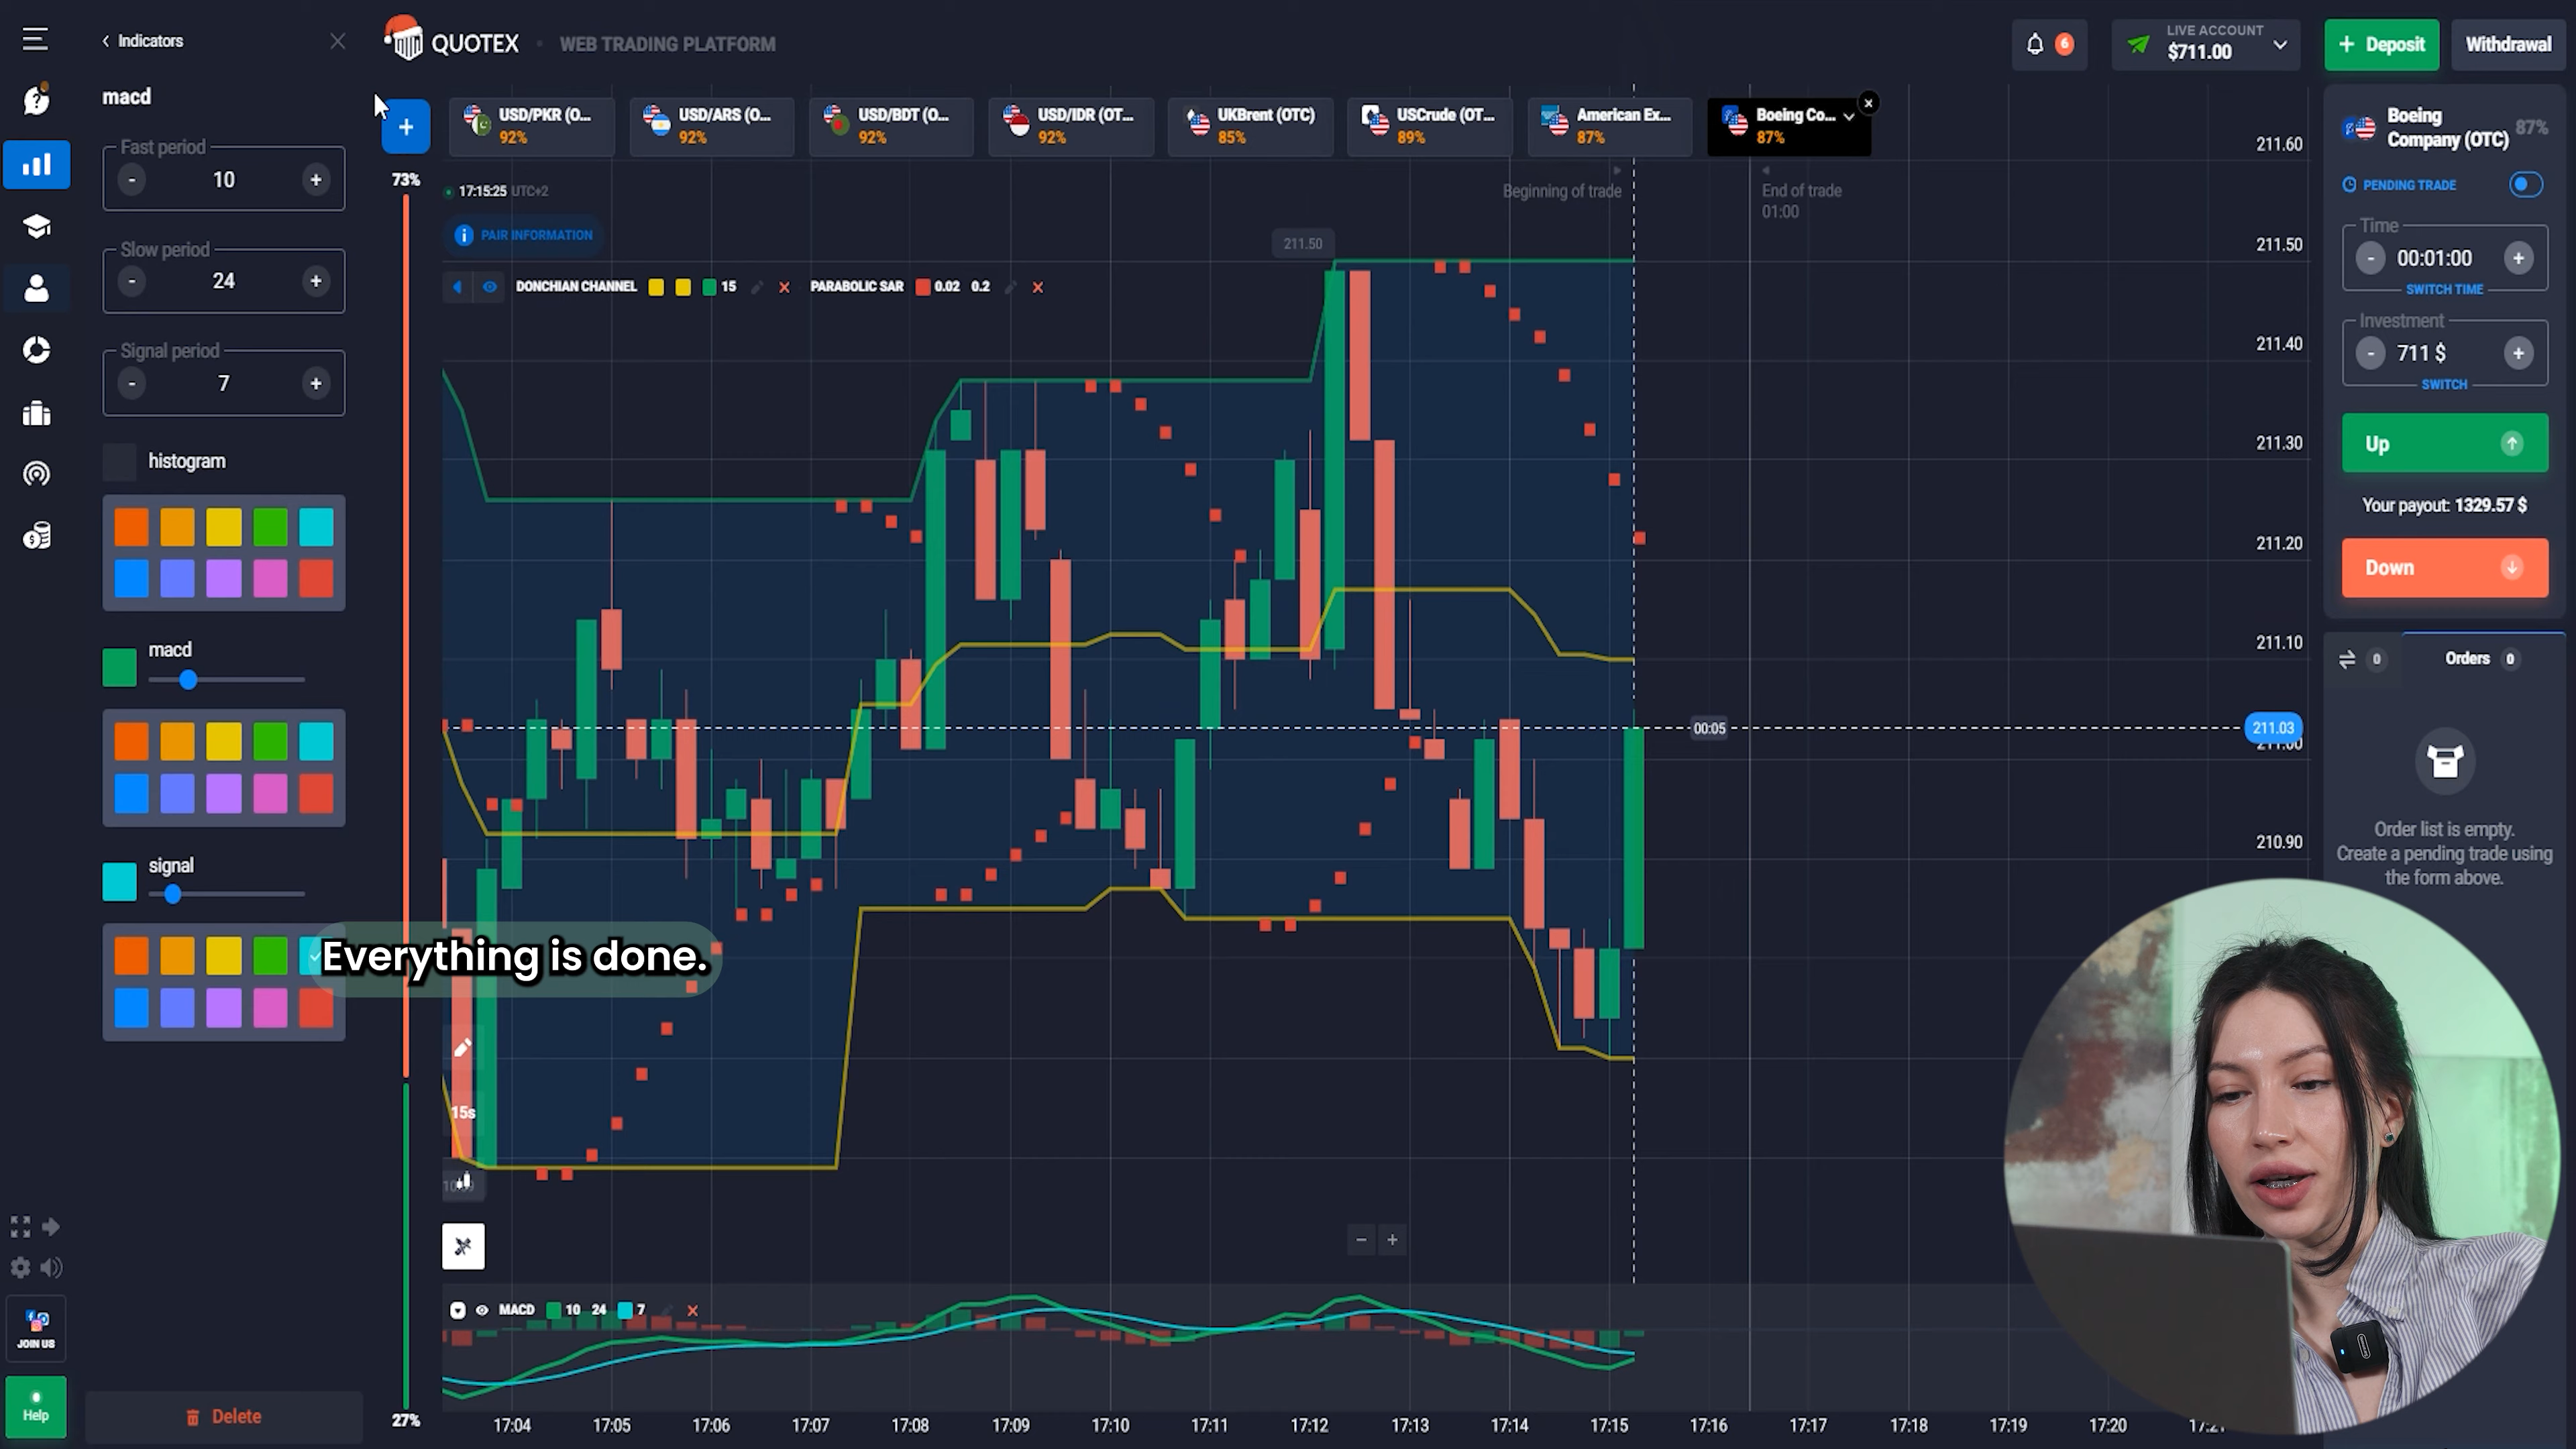 Indicators
QUOTEX
WEB TRADING PLATFORM
6
LIVE ACCOUNT
$711.00
+ Deposit
Withdrawal
macd
Fast period
- 10 +
Slow period
- 24 +
Signal period
- 7 +
histogram
macd
signal
Delete
JOIN US
Help
+
73%
27%
USD/PKR (O...
92%
USD/ARS (O...
92%
USD/BDT (O...
92%
USD/IDR (OT...
92%
UKBrent (OTC)
85%
USCrude (OT...
89%
American Ex...
87%
Boeing Co...
87%
17:15:25 UTC+2
Beginning of trade
End of trade
01:00
PAIR INFORMATION
DONCHIAN CHANNEL 15
PARABOLIC SAR 0.02 0.2
211.50
211.60
211.50
211.40
211.30
211.20
211.10
211.03
211.00
210.90
00:05
Everything is done.
15s
- +
MACD 10 24 7
17:04 17:05 17:06 17:07 17:08 17:09 17:10 17:11 17:12 17:13 17:14 17:15 17:16 17:17 17:18 17:19 17:20
Boeing
Company (OTC)
87%
PENDING TRADE
Time
- 00:01:00 +
SWITCH TIME
Investment
- 711 $ +
SWITCH
Up
Your payout: 1329.57 $
Down
0
Orders 0
Order list is empty.
Create a pending trade using
the form above.